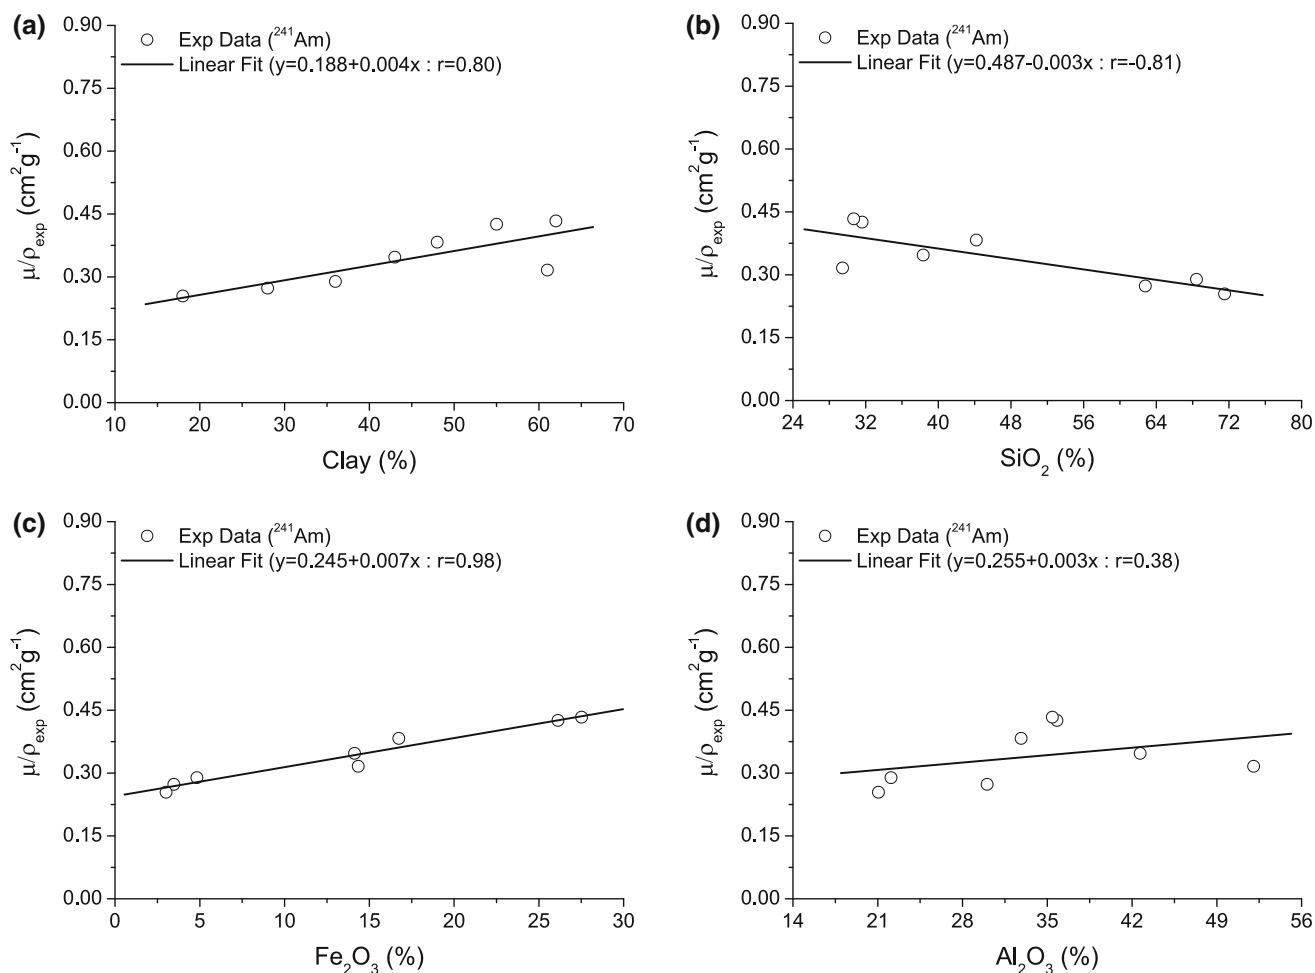 (a)
0.90
0.75
0.60
0.45
0.30
0.15
0.00
μ/ρexp (cm²g⁻¹)
Exp Data (²⁴¹Am)
Linear Fit (y=0.188+0.004x : r=0.80)
10 20 30 40 50 60 70
Clay (%)
(b)
0.90
0.75
0.60
0.45
0.30
0.15
0.00
μ/ρexp (cm²g⁻¹)
Exp Data (²⁴¹Am)
Linear Fit (y=0.487-0.003x : r=-0.81)
24 32 40 48 56 64 72 80
SiO₂ (%)
(c)
0.90
0.75
0.60
0.45
0.30
0.15
0.00
μ/ρexp (cm²g⁻¹)
Exp Data (²⁴¹Am)
Linear Fit (y=0.245+0.007x : r=0.98)
0 5 10 15 20 25 30
Fe₂O₃ (%)
(d)
0.90
0.75
0.60
0.45
0.30
0.15
0.00
μ/ρexp (cm²g⁻¹)
Exp Data (²⁴¹Am)
Linear Fit (y=0.255+0.003x : r=0.38)
14 21 28 35 42 49 56
Al₂O₃ (%)